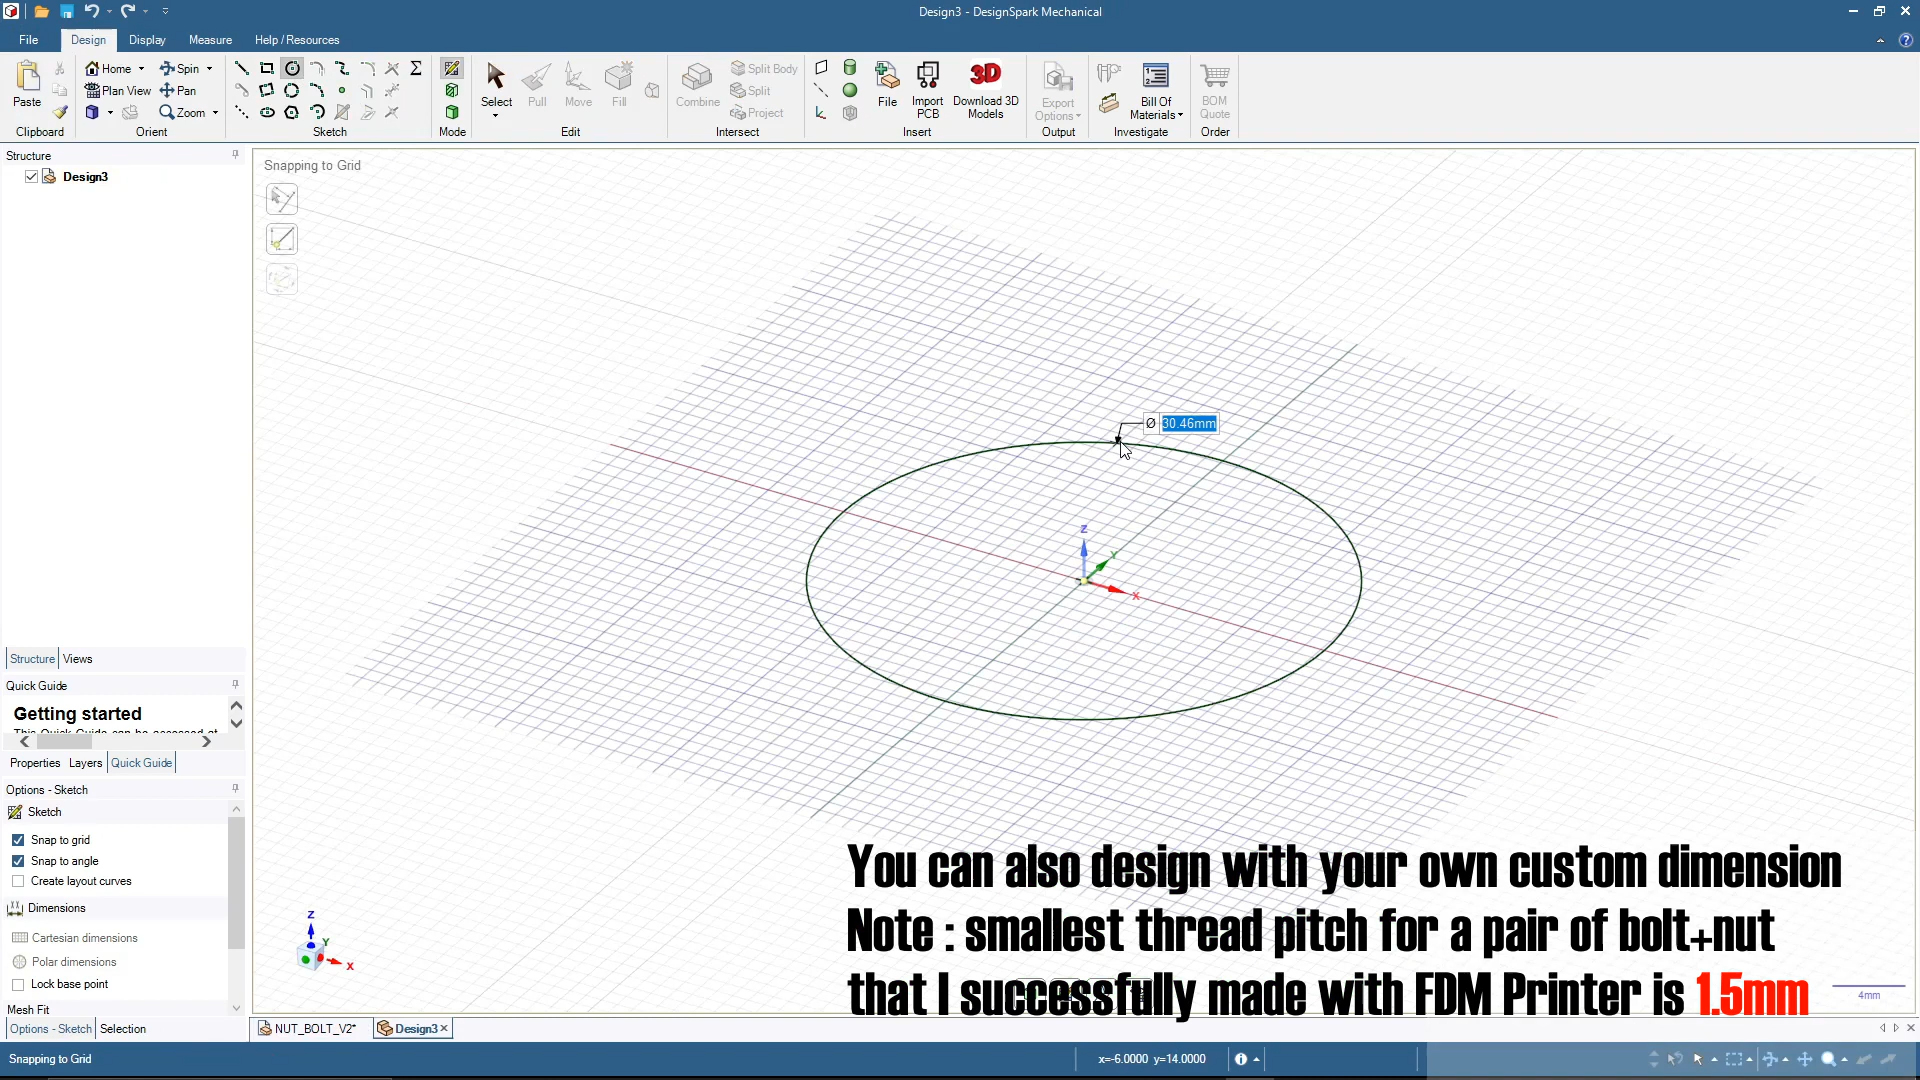 Design3 - DesignSpark Mechanical
File
Design
Display
Measure
Help / Resources
Paste
Clipboard
Home
Plan View
Spin
Pan
Zoom
Orient
Sketch
Mode
Select
Pull
Move
Fill
Edit
Combine
Split Body
Split
Project
Intersect
File
Import
PCB
3D
Download 3D
Models
Insert
Export
Options
Output
Bill Of
Materials
Investigate
BOM
Quote
Order
Structure
Design3
Snapping to Grid
Ø 30.46mm
Z
Y
X
Structure
Views
Quick Guide
Getting started
This Quick Guide can be accessed at
Properties
Layers
Quick Guide
Options - Sketch
Sketch
Snap to grid
Snap to angle
Create layout curves
Dimensions
Cartesian dimensions
Polar dimensions
Lock base point
Mesh Fit
Options - Sketch
Selection
Z
Y
X
You can also design with your own custom dimension
Note : smallest thread pitch for a pair of bolt+nut
that I successfully made with FDM Printer is 1.5mm
4mm
NUT_BOLT_V2*
Design3
Snapping to Grid
x=-6.0000 y=14.0000